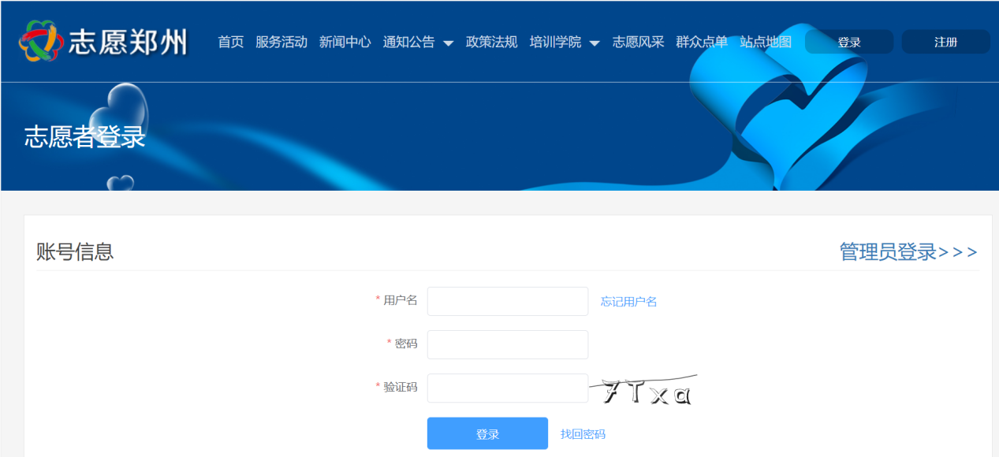 志愿郑州 首页 服务活动 新闻中心 通知公告 政策法规 培训学院 志愿风采 群众点单 站点地图 登录 注册
志愿者登录
账号信息 管理员登录>>>
* 用户名 忘记用户名
* 密码
* 验证码 7Txa
登录 找回密码